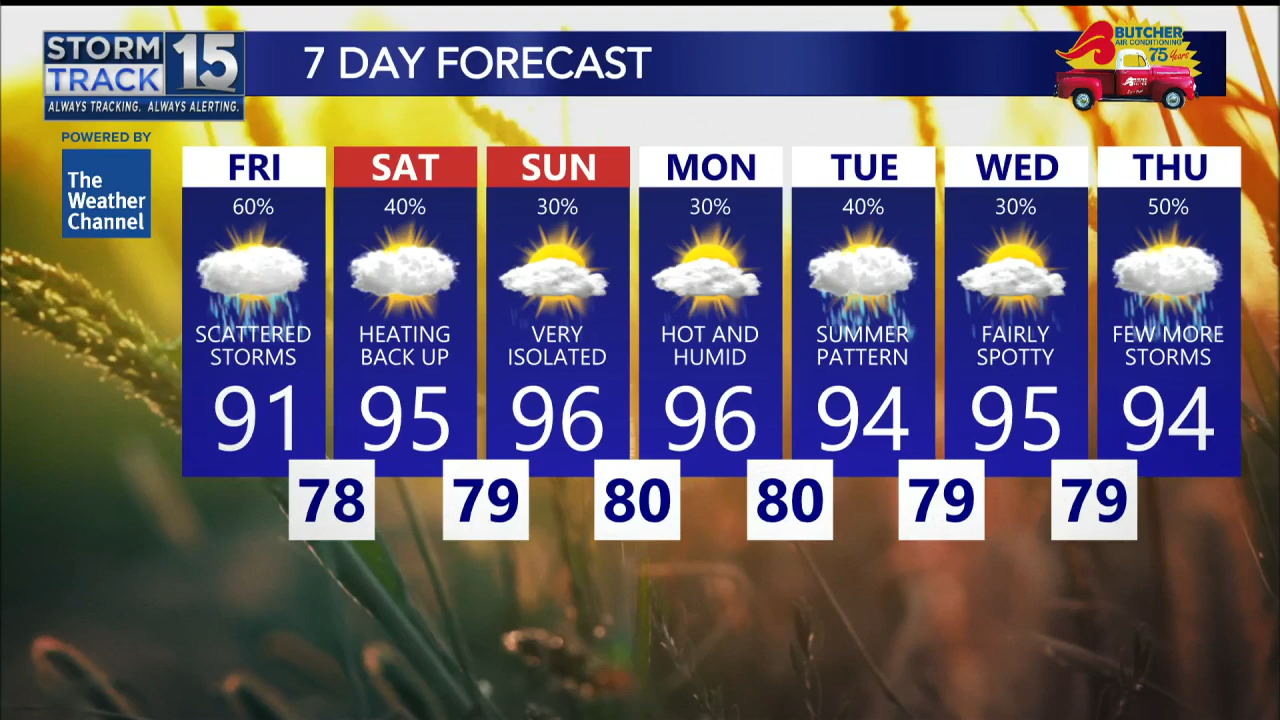 STORM
TRACK
15
ALWAYS TRACKING. ALWAYS ALERTING.
7 DAY FORECAST
BUTCHER
AIR CONDITIONING
75 Years
POWERED BY
The
Weather
Channel
FRI
60%
SCATTERED
STORMS
91
SAT
40%
HEATING
BACK UP
95
SUN
30%
VERY
ISOLATED
96
MON
30%
HOT AND
HUMID
96
TUE
40%
SUMMER
PATTERN
94
WED
30%
FAIRLY
SPOTTY
95
THU
50%
FEW MORE
STORMS
94
78
79
80
80
79
79